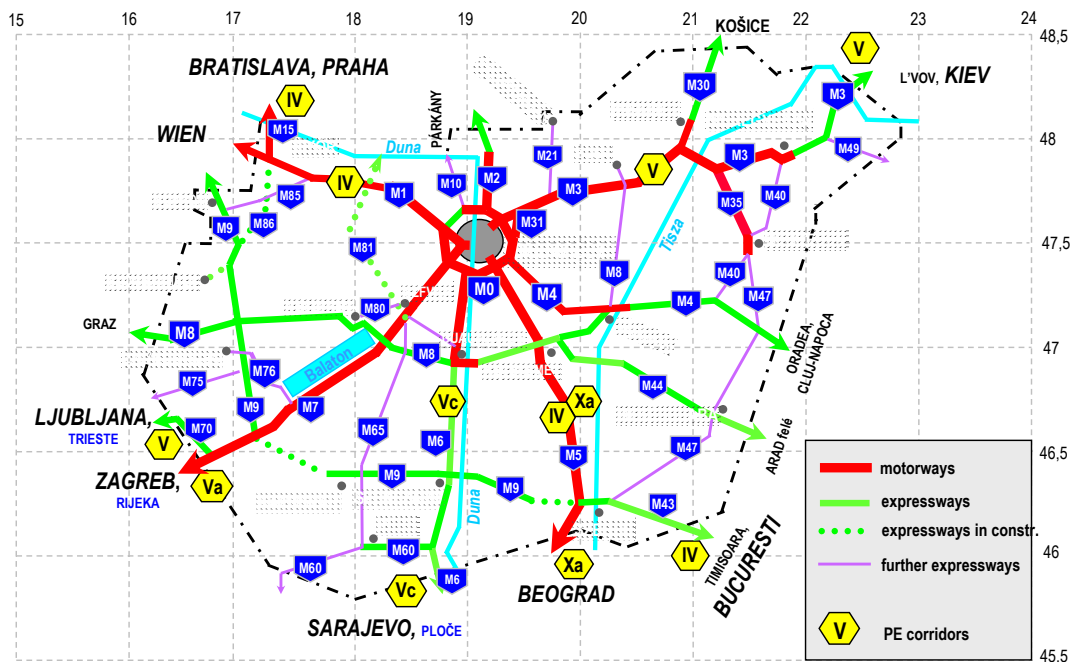 15 16 17 18 19 20 21 22 23
48,5
48
47,5
47
46,5
46
45.5
KOŠICE
V
L'VOV, KIEV
BRATISLAVA, PRAHA
IV
M30
M3
PÁRKÁNY
M15
WIEN
Duna
M21
M49
M3
V
M2
M10
M3
IV
M1
M85
M35
M40
M9
M86
M31
Tisza
M81
M8
M40
M0
M4
M47
M4
M80
GRAZ
M8
M8
Balaton
ORADEA,
CLUJ-NAPOCA
M76
M75
M44
M7
M9
Vc
IV
Xa
LJUBLJANA,
TRIESTE
M70
M65
M6
M47
V
M5
ARAD felé
ZAGREB,
RIJEKA
Va
M9
M9
Duna
M43
motorways
expressways
expressways in constr.
further expressways
V
PE corridors
M60
M60
M6
Xa
IV
Vc
TIMISOARA,
BUCURESTI
BEOGRAD
SARAJEVO, PLOČE